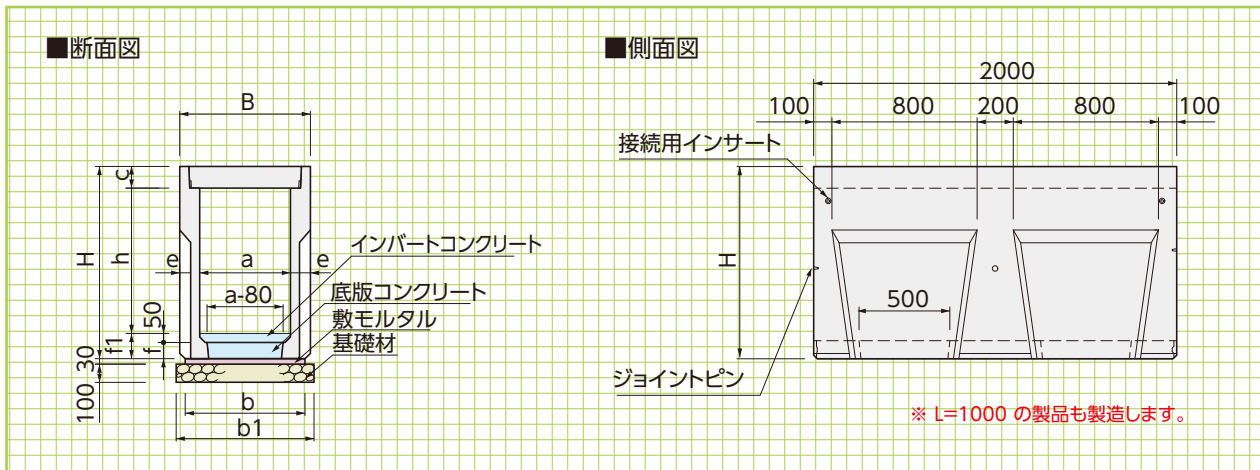 ■断面図
B
c
H
h
e
a
e
a-80
50
f1
f
30
100
b
b1
インバートコンクリート
底版コンクリート
敷モルタル
基礎材
■側面図
2000
100
800
200
800
100
接続用インサート
H
500
ジョイントピン
※ L=1000 の製品も製造します。